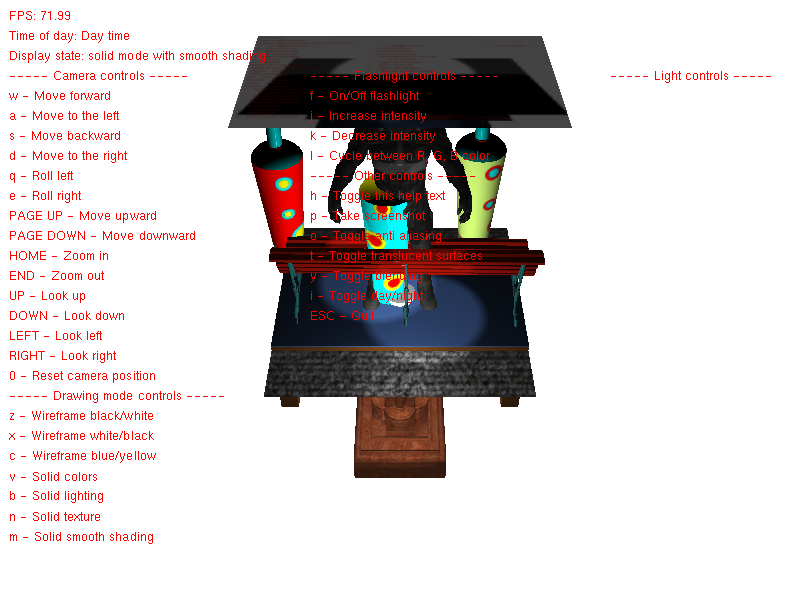 FPS: 71.99
Time of day: Day time
Display state: solid mode with smooth shading
----- Camera controls -----
w - Move forward
a - Move to the left
s - Move backward
d - Move to the right
q - Roll left
e - Roll right
PAGE UP - Move upward
PAGE DOWN - Move downward
HOME - Zoom in
END - Zoom out
UP - Look up
DOWN - Look down
LEFT - Look left
RIGHT - Look right
0 - Reset camera position
----- Drawing mode controls -----
z - Wireframe black/white
x - Wireframe white/black
c - Wireframe blue/yellow
v - Solid colors
b - Solid lighting
n - Solid texture
m - Solid smooth shading
----- Flashlight controls -----
f - On/Off flashlight
i - Increase intensity
k - Decrease intensity
l - Cycle between R, G, B color
----- Other controls -----
h - Toggle this help text
p - Take screenshot
o - Toggle anti aliasing
t - Toggle translucent surfaces
y - Toggle blending
i - Toggle day/night
ESC - Quit
----- Light controls -----